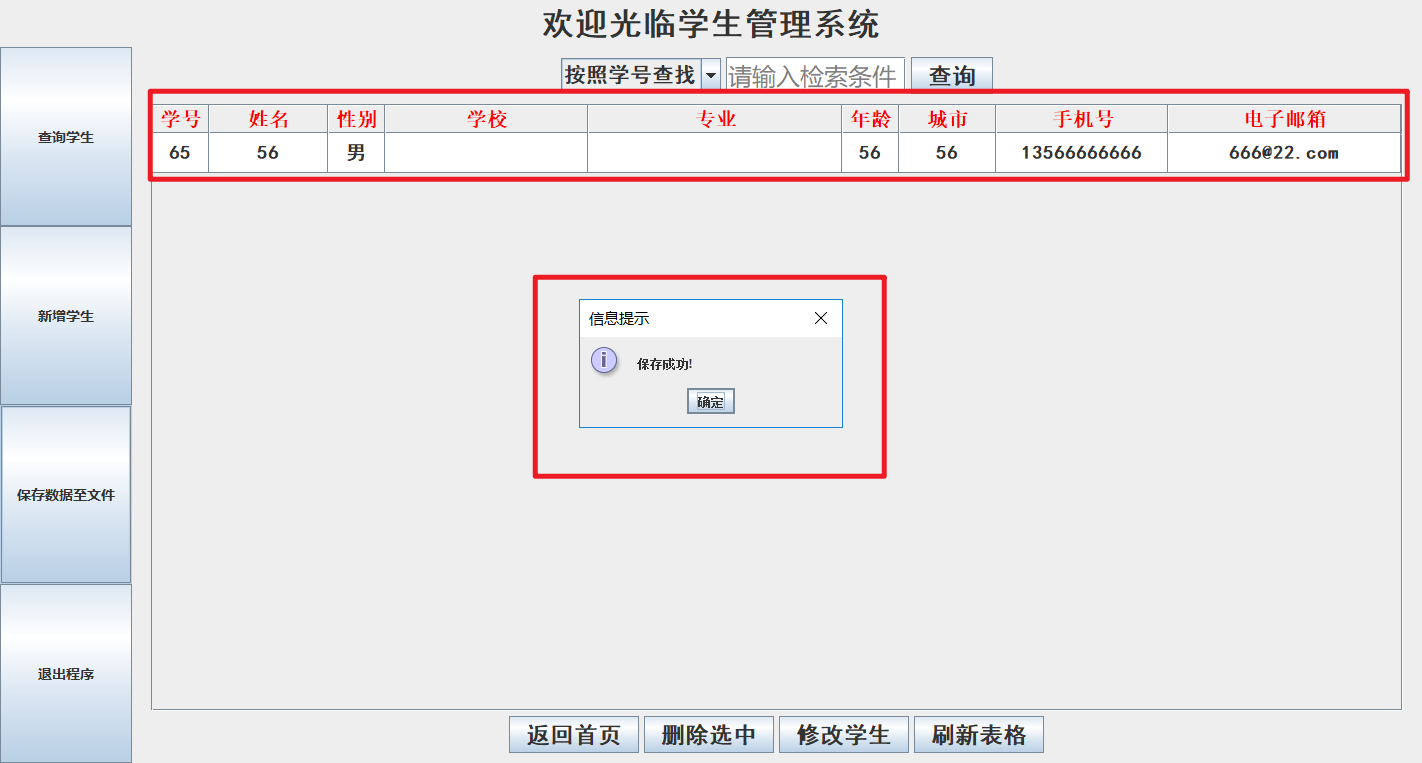 欢迎光临学生管理系统
按照学号查找 请输入检索条件 查询
学号 姓名 性别 学校 专业 年龄 城市 手机号 电子邮箱
65 56 男 56 56 13566666666 666@22.com
查询学生
新增学生
保存数据至文件
退出程序
信息提示
保存成功!
确定
返回首页 删除选中 修改学生 刷新表格